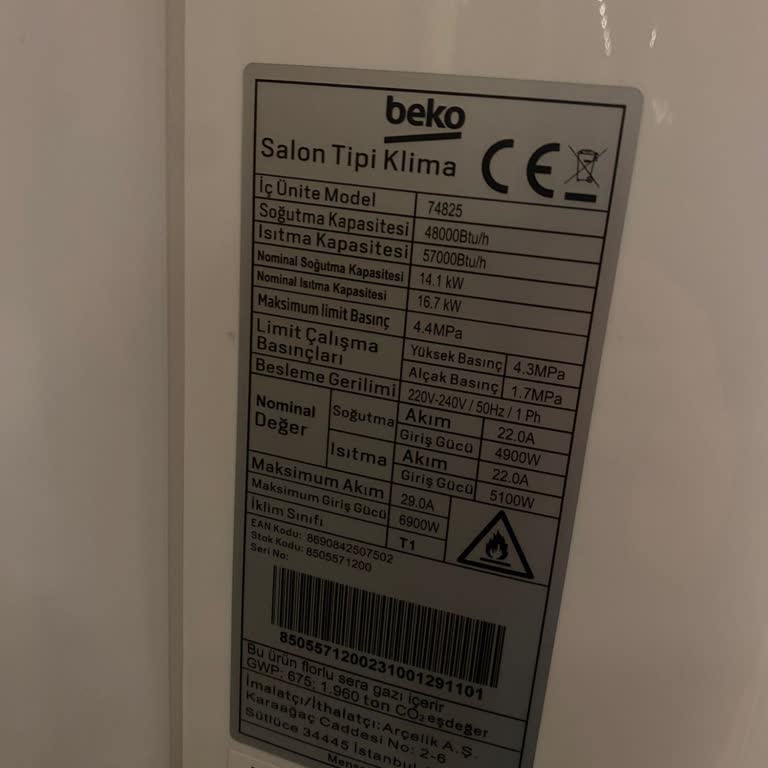 beko
Salon Tipi Klima CE
İç Ünite Model 74825
Soğutma Kapasitesi 48000Btu/h
Isıtma Kapasitesi 57000Btu/h
Nominal Soğutma Kapasitesi 14.1 kW
Nominal Isıtma Kapasitesi 16.7 kW
Maksimum limit Basınç 4.4MPa
Limit Çalışma Basınçları Yüksek Basınç 4.3MPa
Alçak Basınç 1.7MPa
Besleme Gerilimi 220V-240V / 50Hz / 1 Ph
Nominal Değer Soğutma Akım 22.0A
Giriş Gücü 4900W
Isıtma Akım 22.0A
Giriş Gücü 5100W
Maksimum Akım 29.0A
Maksimum Giriş Gücü 6900W
İklim Sınıfı T1
EAN Kodu: 8690842507502
Stok Kodu: 8505571200
Seri No:
8505571200231001291101
Bu ürün florlu sera gazı içerir
GWP: 675; 1.960 ton CO₂ eşdeğer
İmalatçı/İthalatçı: Arçelik A.Ş.
Karaağaç Caddesi No: 2-6
Sütlüce 34445 İstanbul